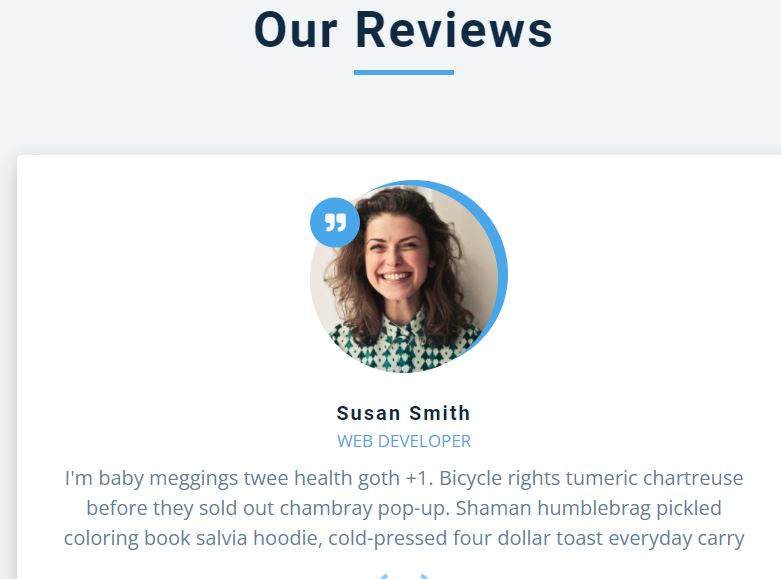 Our Reviews
Susan Smith
WEB DEVELOPER
I'm baby meggings twee health goth +1. Bicycle rights tumeric chartreuse
before they sold out chambray pop-up. Shaman humblebrag pickled
coloring book salvia hoodie, cold-pressed four dollar toast everyday carry